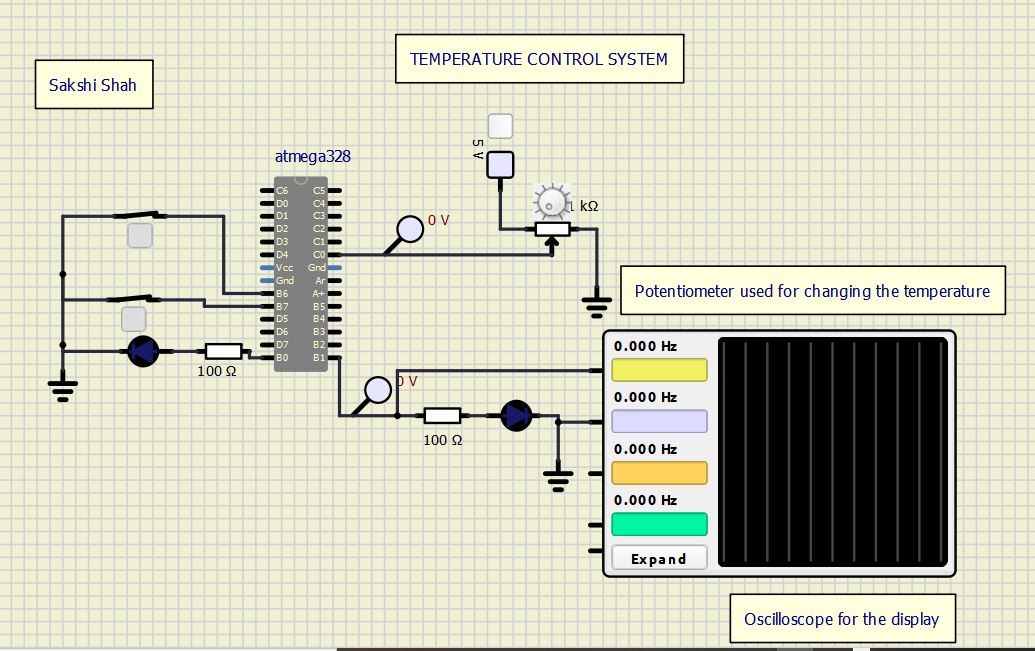 TEMPERATURE CONTROL SYSTEM
Sakshi Shah
5 V
atmega328
1 kΩ
0 V
C6 C5
D0 C4
D1 C3
D2 C2
D3 C1
D4 C0
Vcc Gnd
Gnd Ar
B6 A+
B7 B5
D5 B4
D6 B3
D7 B2
B0 B1
Potentiometer used for changing the temperature
0.000 Hz
0.000 Hz
0.000 Hz
0.000 Hz
Expand
100 Ω
0 V
100 Ω
Oscilloscope for the display